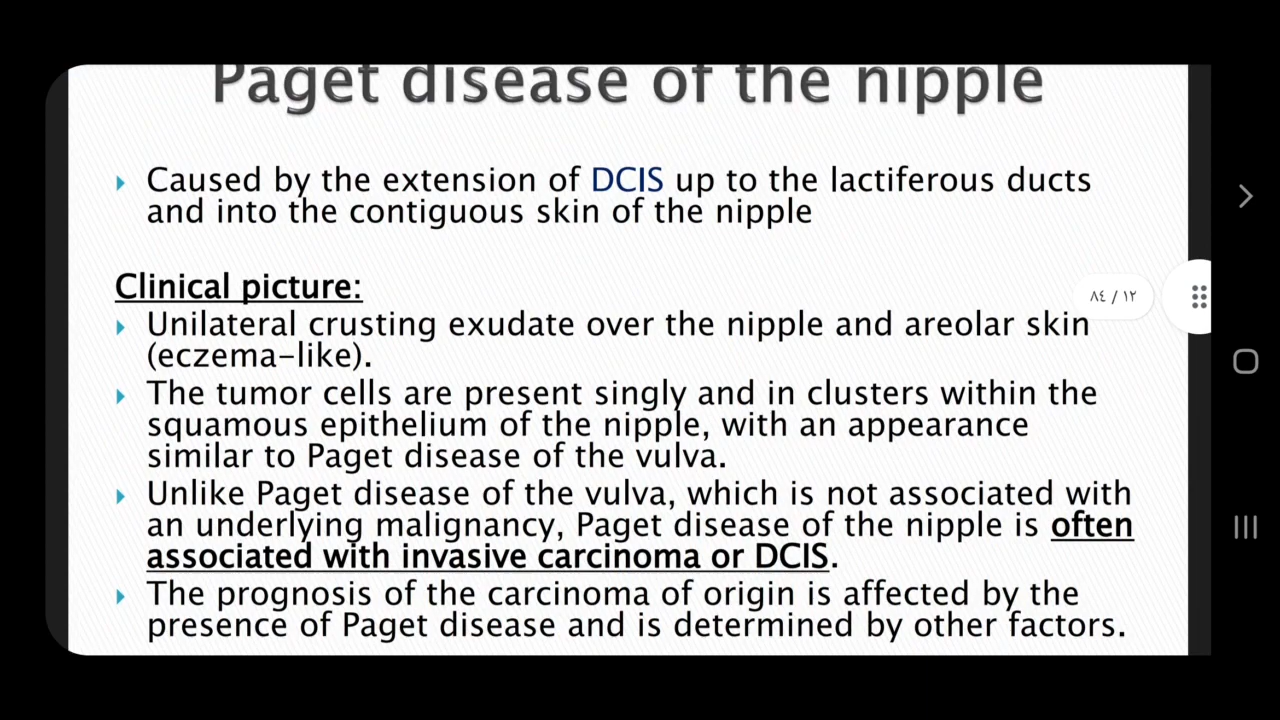 Paget disease of the nipple
Caused by the extension of DCIS up to the lactiferous ducts
and into the contiguous skin of the nipple
Clinical picture:
٨٤ / ١٢
Unilateral crusting exudate over the nipple and areolar skin
(eczema-like).
The tumor cells are present singly and in clusters within the
squamous epithelium of the nipple, with an appearance
similar to Paget disease of the vulva.
Unlike Paget disease of the vulva, which is not associated with
an underlying malignancy, Paget disease of the nipple is often
associated with invasive carcinoma or DCIS.
The prognosis of the carcinoma of origin is affected by the
presence of Paget disease and is determined by other factors.